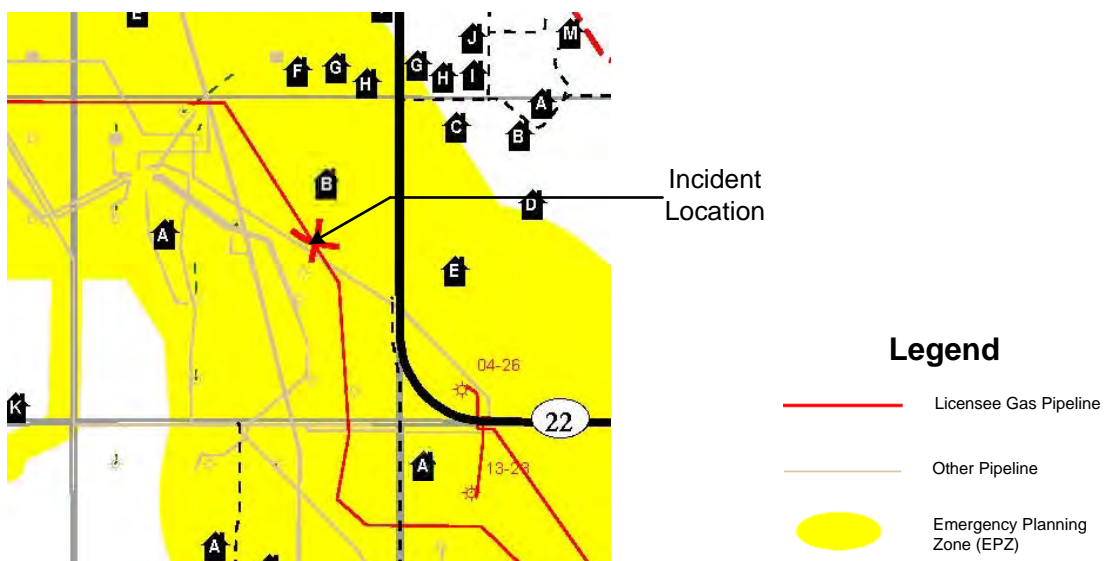 E
J
M
F
G
H
G
H
I
A
C
B
B
D
Incident
Location
A
E
04-26
K
22
A
13-23
A
Legend
Licensee Gas Pipeline
Other Pipeline
Emergency Planning
Zone (EPZ)